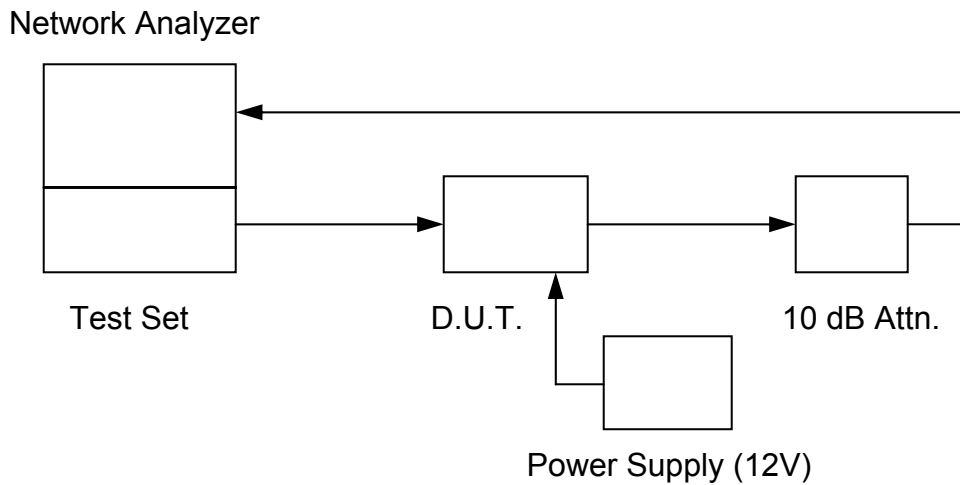 Network Analyzer
Test Set
D.U.T.
10 dB Attn.
Power Supply (12V)